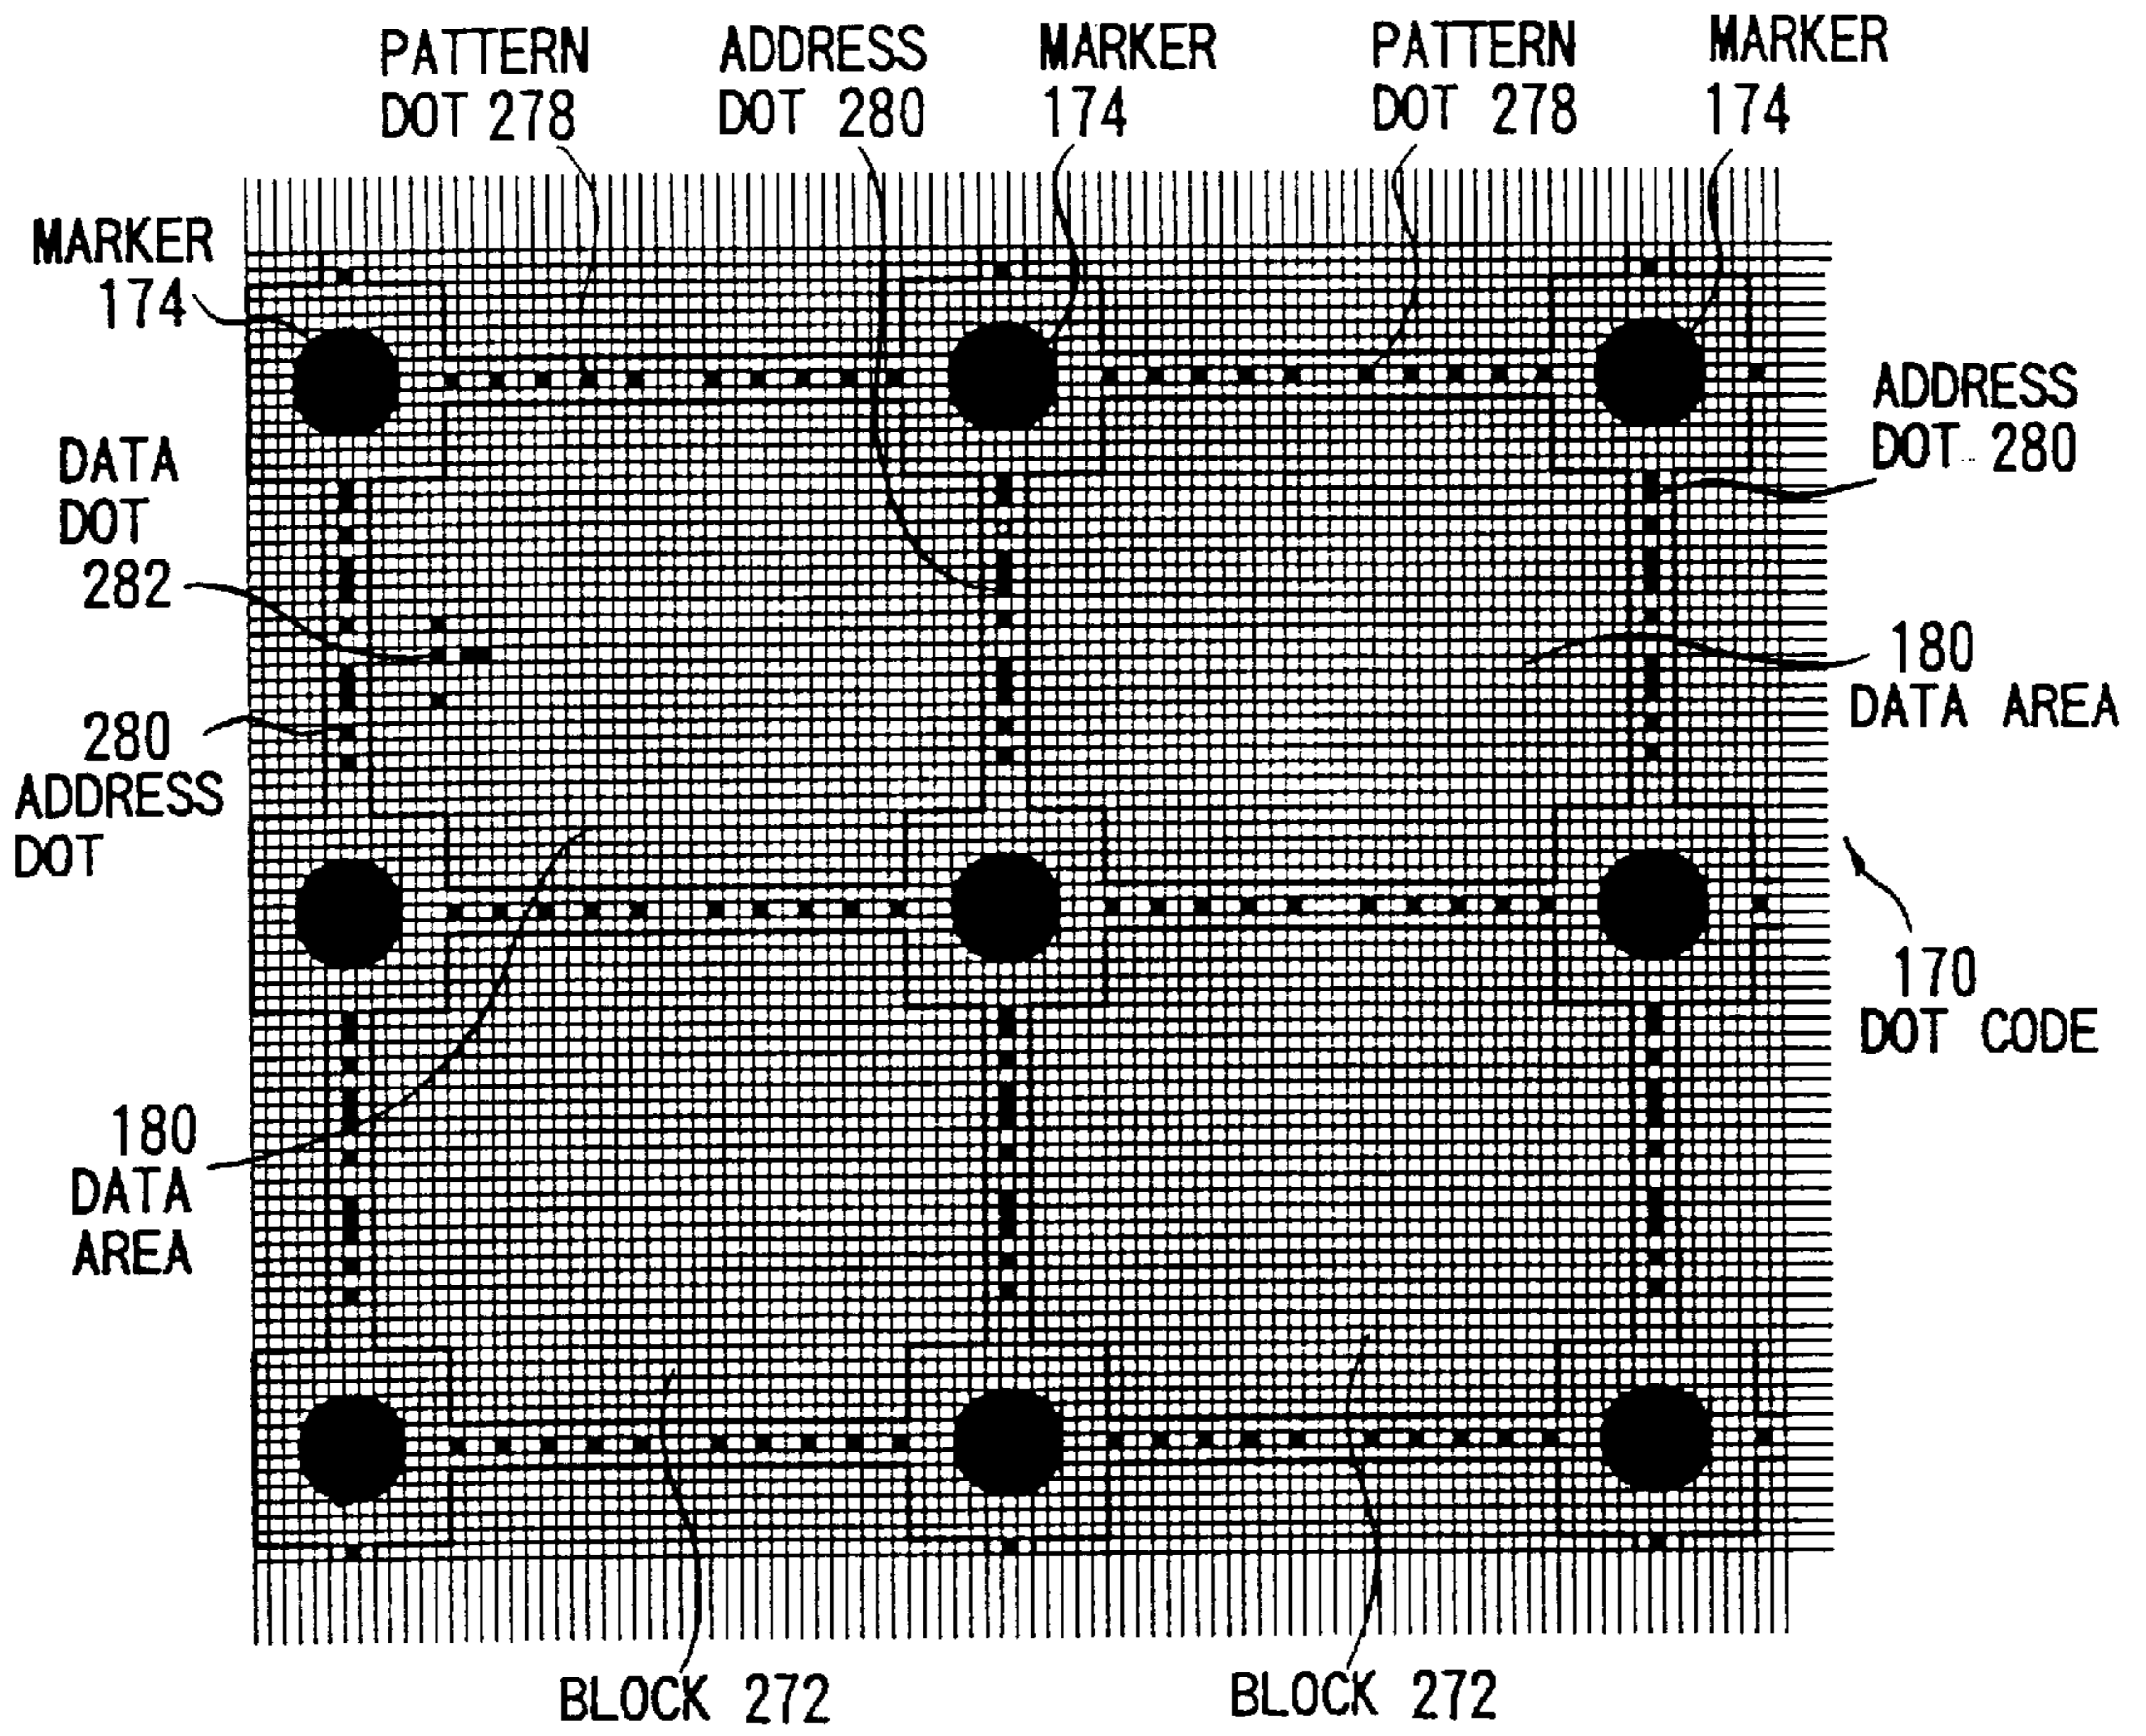 PATTERN
DOT 278
ADDRESS
DOT 280
MARKER
174
PATTERN
DOT 278
MARKER
174
MARKER
174
ADDRESS
DOT 280
DATA
DOT
282
180
DATA AREA
280
ADDRESS
DOT
170
DOT CODE
180
DATA
AREA
BLOCK 272
BLOCK 272